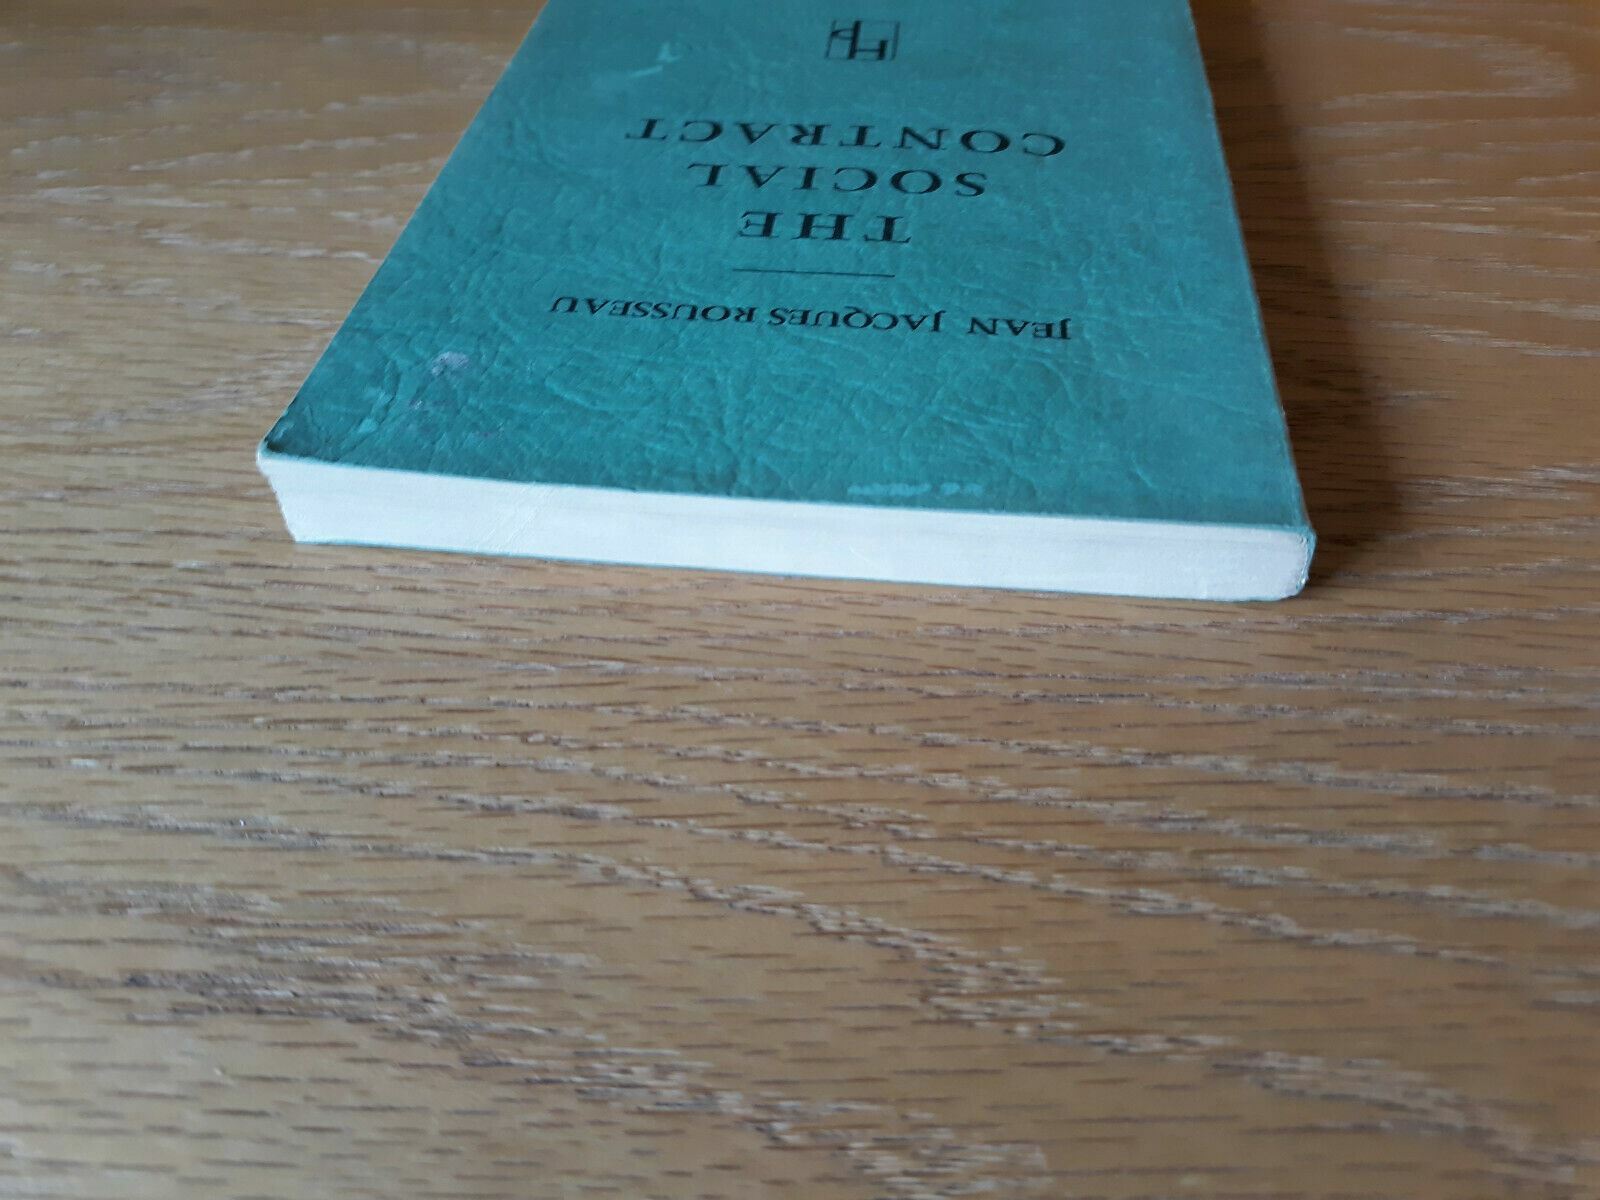 JEAN JACQUES ROUSSEAU
THE
SOCIAL
CONTRACT